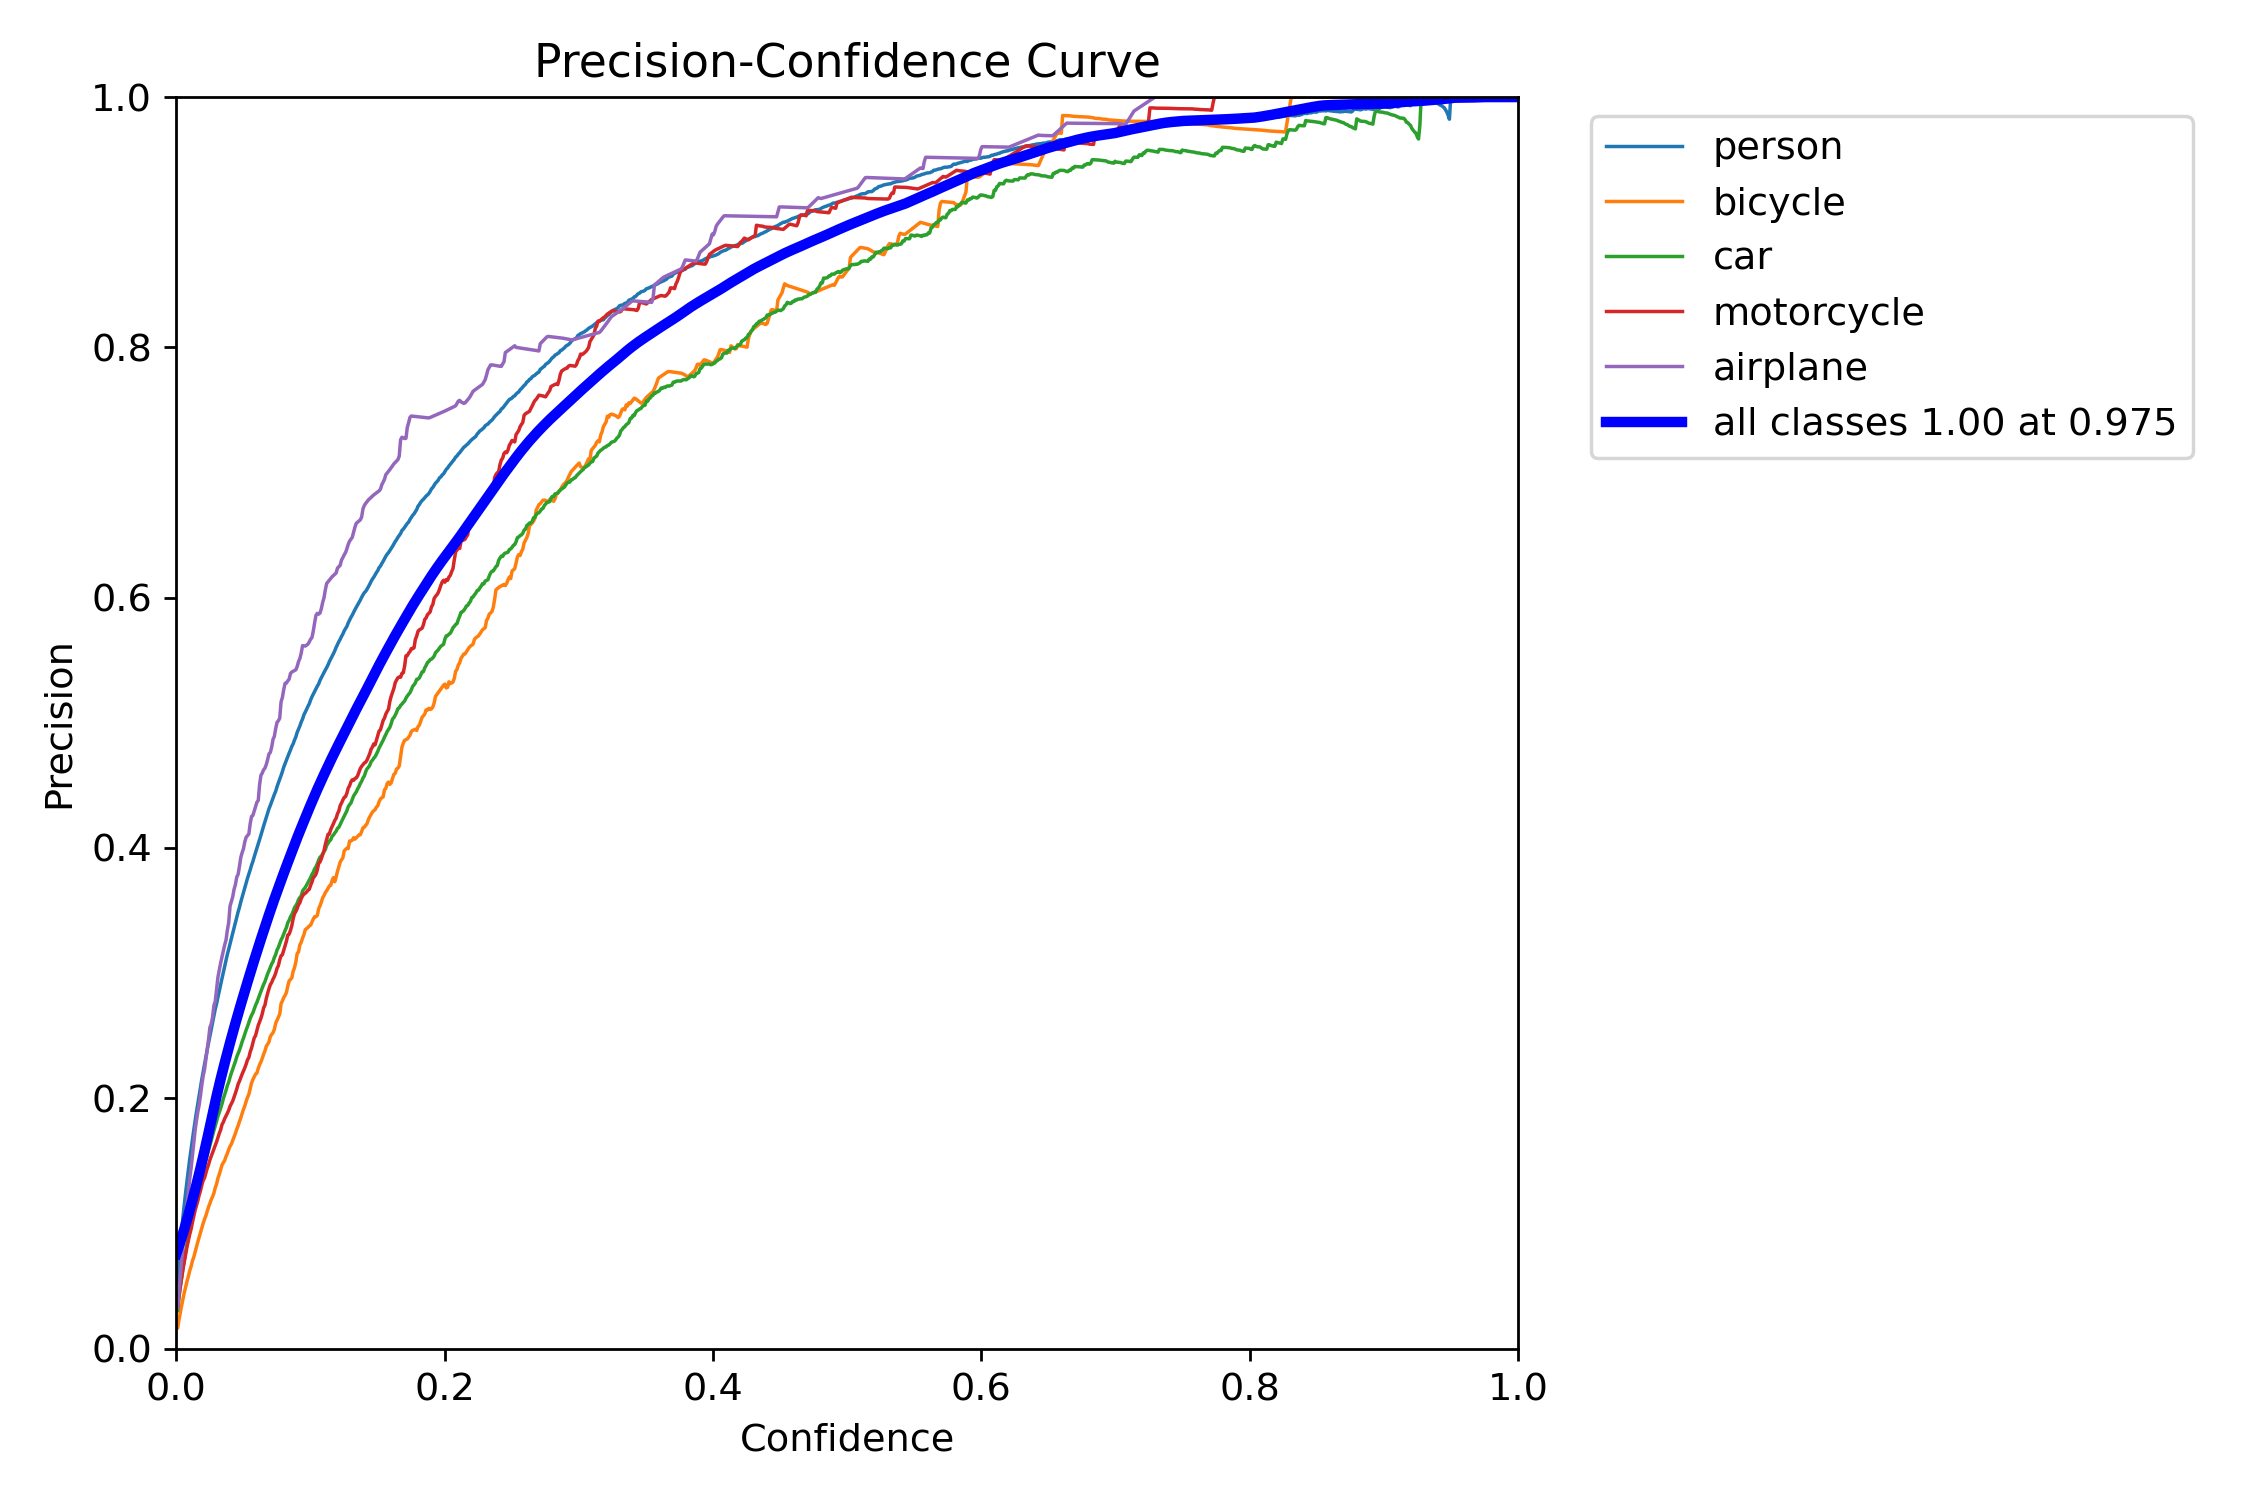 Precision-Confidence Curve
1.0
0.8
0.6
0.4
0.2
0.0
Precision
0.0 0.2 0.4 0.6 0.8 1.0
Confidence
person
bicycle
car
motorcycle
airplane
all classes 1.00 at 0.975